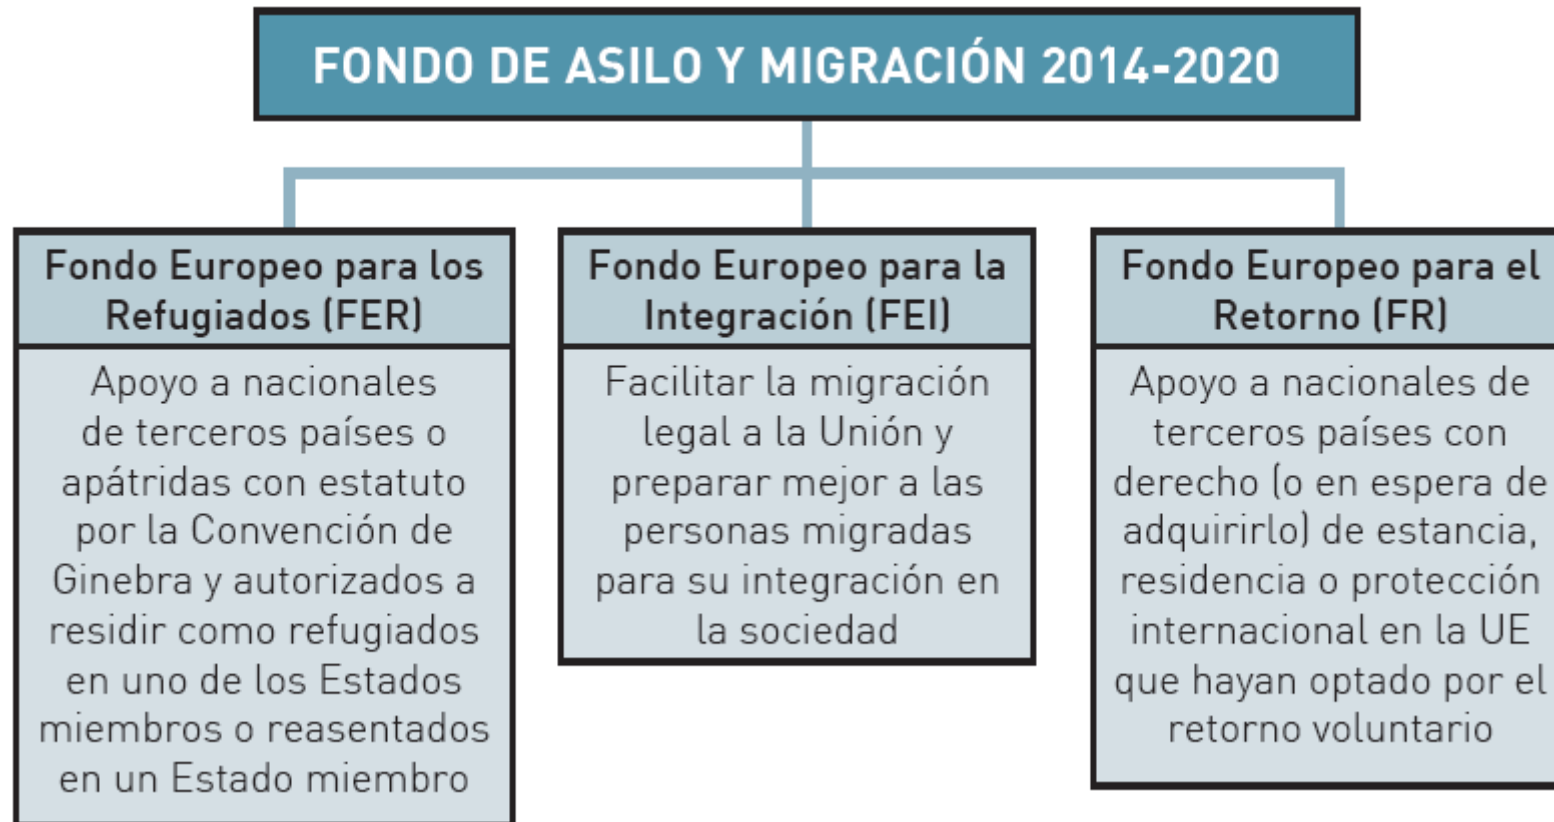 FONDO DE ASILO Y MIGRACIÓN 2014-2020
Fondo Europeo para los
Refugiados (FER)
Apoyo a nacionales
de terceros países o
apátridas con estatuto
por la Convención de
Ginebra y autorizados a
residir como refugiados
en uno de los Estados
miembros o reasentados
en un Estado miembro
Fondo Europeo para la
Integración (FEI)
Facilitar la migración
legal a la Unión y
preparar mejor a las
personas migradas
para su integración en
la sociedad
Fondo Europeo para el
Retorno (FR)
Apoyo a nacionales de
terceros países con
derecho (o en espera de
adquirirlo) de estancia,
residencia o protección
internacional en la UE
que hayan optado por el
retorno voluntario